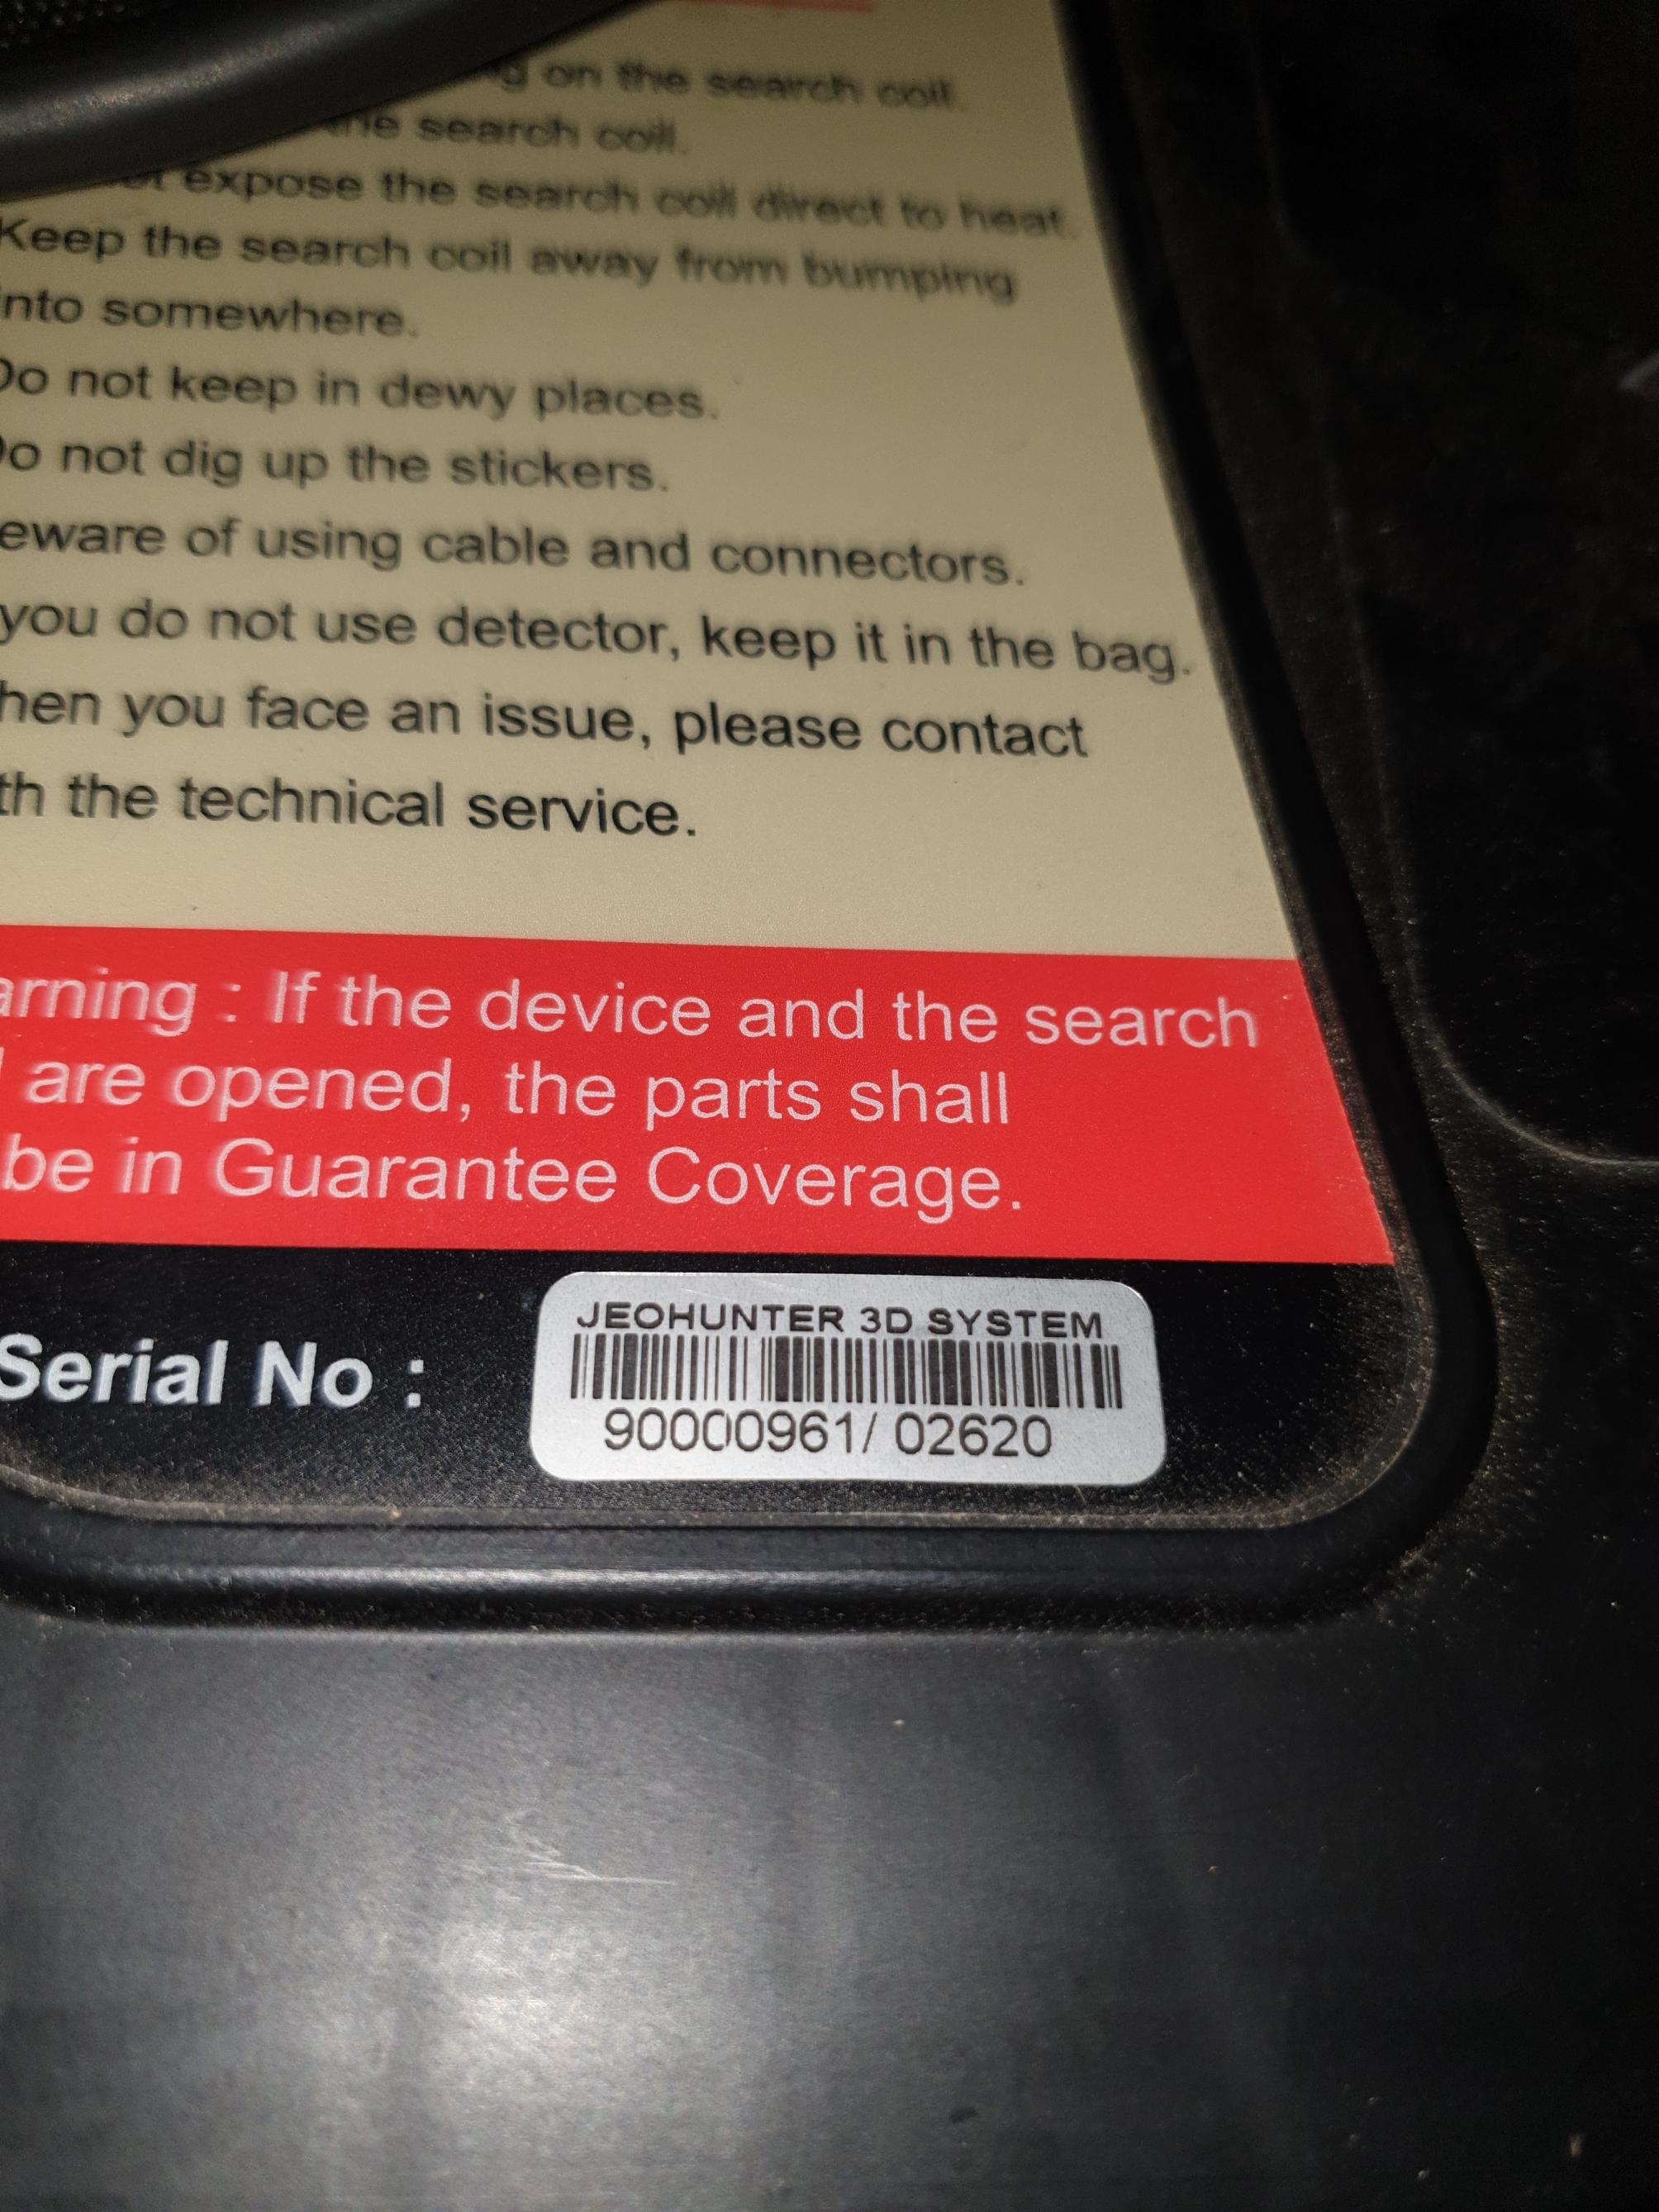 on the search coil.
the search coil.
expose the search coil direct to heat.
Keep the search coil away from bumping
into somewhere.
Do not keep in dewy places.
Do not dig up the stickers.
eware of using cable and connectors.
you do not use detector, keep it in the bag.
hen you face an issue, please contact
th the technical service.
arning : If the device and the search
are opened, the parts shall
be in Guarantee Coverage.
Serial No :
JEOHUNTER 3D SYSTEM
90000961/ 02620